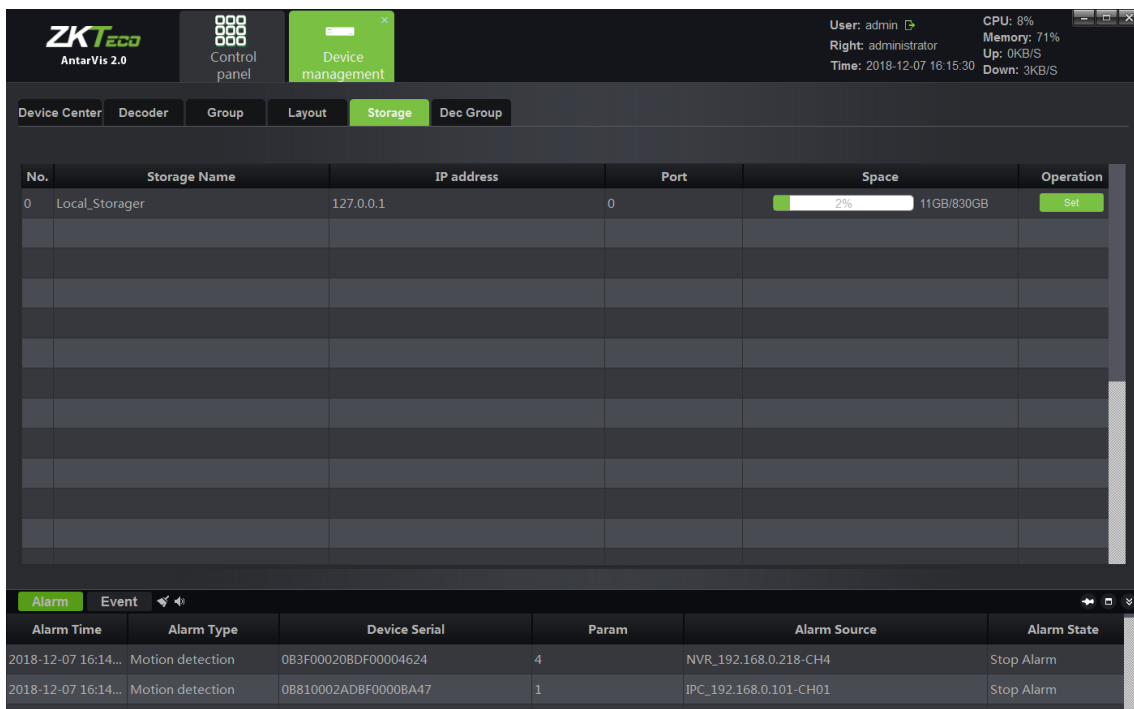 ZKTeco
AntarVis 2.0
Control panel
Device management
User: admin
Right: administrator
Time: 2018-12-07 16:15:30
CPU: 8%
Memory: 71%
Up: 0KB/S
Down: 3KB/S
Device Center Decoder Group Layout Storage Dec Group
No. Storage Name IP address Port Space Operation
0 Local_Storager 127.0.0.1 0 2% 11GB/830GB Set
Alarm Event
Alarm Time Alarm Type Device Serial Param Alarm Source Alarm State
2018-12-07 16:14... Motion detection 0B3F00020BDF00004624 4 NVR_192.168.0.218-CH4 Stop Alarm
2018-12-07 16:14... Motion detection 0B810002ADBF0000BA47 1 IPC_192.168.0.101-CH01 Stop Alarm